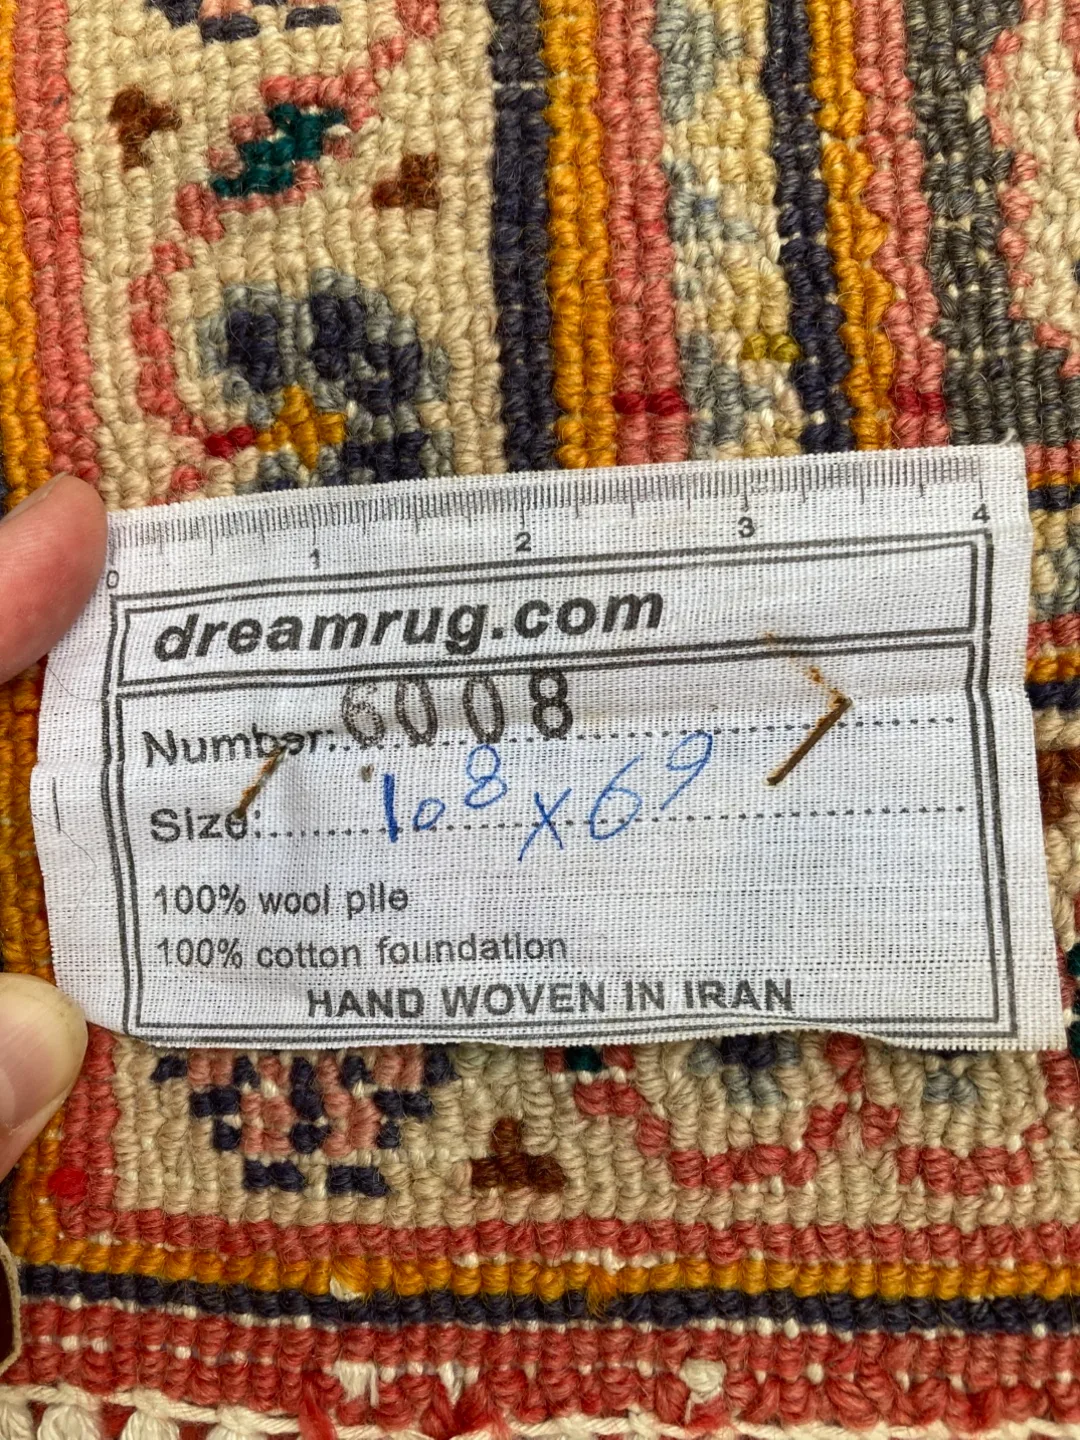 0 1 2 3 4
dreamrug.com
Number: 6008
Size: 108 x 69
100% wool pile
100% cotton foundation
HAND WOVEN IN IRAN